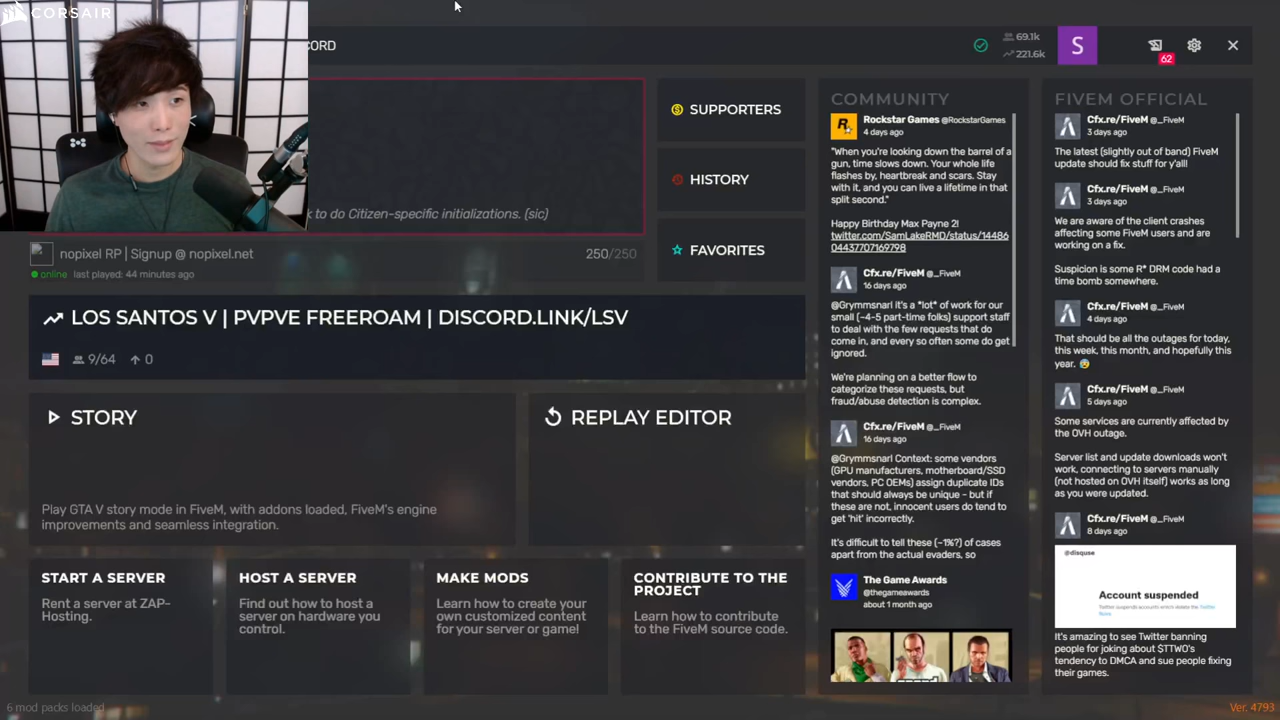 CORSAIR
CORD
69.1k
221.6k
S
62
k to do Citizen-specific initializations. (sic)
nopixel RP | Signup @ nopixel.net
250/250
online last played: 44 minutes ago
SUPPORTERS
HISTORY
FAVORITES
LOS SANTOS V | PVPVE FREEROAM | DISCORD.LINK/LSV
9/64 0
STORY
Play GTA V story mode in FiveM, with addons loaded, FiveM's engine
improvements and seamless integration.
REPLAY EDITOR
START A SERVER
Rent a server at ZAP-
Hosting.
HOST A SERVER
Find out how to host a
server on hardware you
control.
MAKE MODS
Learn how to create your
own customized content
for your server or game!
CONTRIBUTE TO THE
PROJECT
Learn how to contribute
to the FiveM source code.
COMMUNITY
Rockstar Games @RockstarGames
4 days ago
"When you're looking down the barrel of a
gun, time slows down. Your whole life
flashes by, heartbreak and scars. Stay
with it, and you can live a lifetime in that
split second."
Happy Birthday Max Payne 2!
twitter.com/SamLakeRMD/status/14486
04437707169798
Cfx.re/FiveM @_FiveM
16 days ago
@Grymmsnarl it's a *lot* of work for our
small (~4-5 part-time folks) support staff
to deal with the few requests that do
come in, and every so often some do get
ignored.
We're planning on a better flow to
categorize these requests, but
fraud/abuse detection is complex.
Cfx.re/FiveM @_FiveM
16 days ago
@Grymmsnarl Context: some vendors
(GPU manufacturers, motherboard/SSD
vendors, PC OEMs) assign duplicate IDs
that should always be unique - but if
these are not, innocent users do tend to
get 'hit' incorrectly.
It's difficult to tell these (~1%?) of cases
apart from the actual evaders, so
The Game Awards
@thegameawards
about 1 month ago
FIVEM OFFICIAL
Cfx.re/FiveM @_FiveM
3 days ago
The latest (slightly out of band) FiveM
update should fix stuff for y'all!
Cfx.re/FiveM @_FiveM
3 days ago
We are aware of the client crashes
affecting some FiveM users and are
working on a fix.
Suspicion is some R* DRM code had a
time bomb somewhere.
Cfx.re/FiveM @_FiveM
4 days ago
That should be all the outages for today,
this week, this month, and hopefully this
year. 😰
Cfx.re/FiveM @_FiveM
5 days ago
Some services are currently affected by
the OVH outage.
Server list and update downloads won't
work, connecting to servers manually
(not hosted on OVH itself) works as long
as you were updated.
Cfx.re/FiveM @_FiveM
8 days ago
@disquse
Account suspended
Twitter suspends accounts which violate the Twitter
Rules
It's amazing to see Twitter banning
people for joking about $TTWO's
tendency to DMCA and sue people fixing
their games.
6 mod packs loaded
Ver. 4793